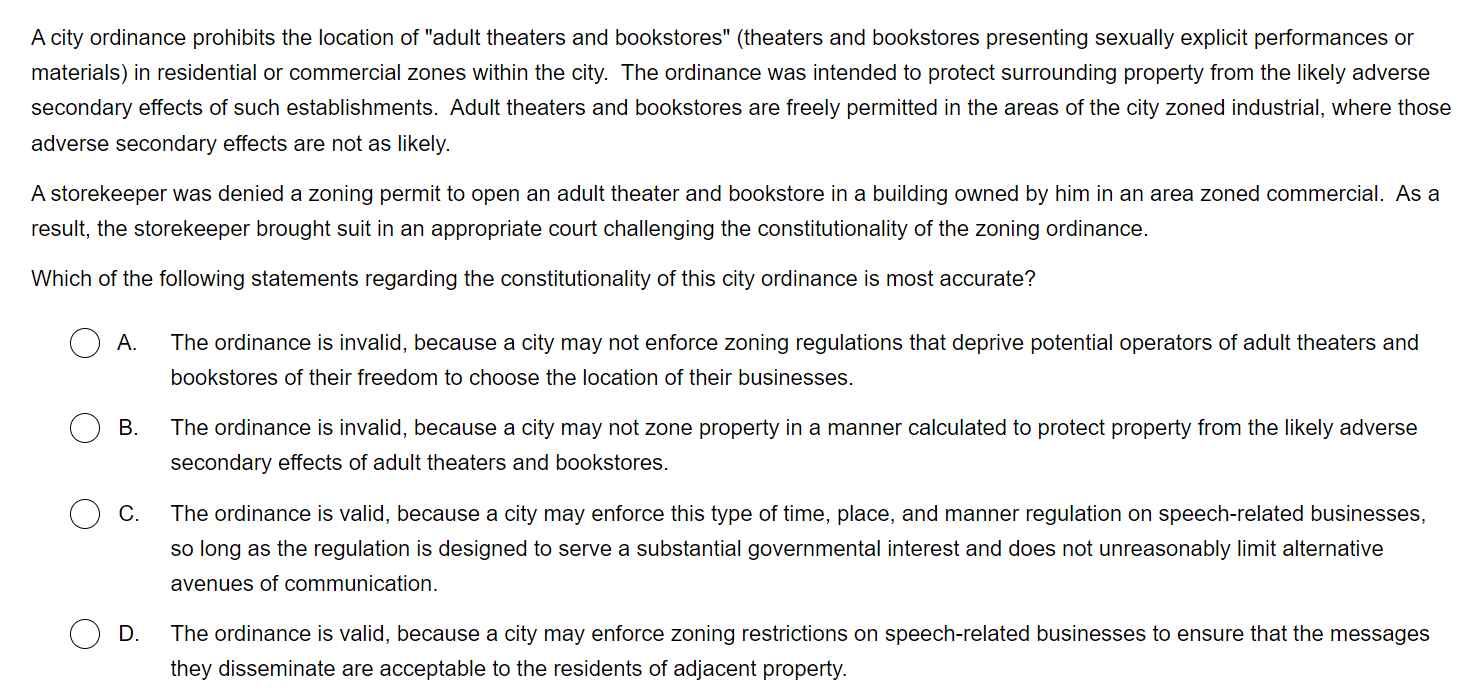 A city ordinance prohibits the location of "adult theaters and bookstores" (theaters and bookstores presenting sexually explicit performances or
materials) in residential or commercial zones within the city.  The ordinance was intended to protect surrounding property from the likely adverse
secondary effects of such establishments.  Adult theaters and bookstores are freely permitted in the areas of the city zoned industrial, where those
adverse secondary effects are not as likely.
A storekeeper was denied a zoning permit to open an adult theater and bookstore in a building owned by him in an area zoned commercial.  As a
result, the storekeeper brought suit in an appropriate court challenging the constitutionality of the zoning ordinance.
Which of the following statements regarding the constitutionality of this city ordinance is most accurate?
A. The ordinance is invalid, because a city may not enforce zoning regulations that deprive potential operators of adult theaters and
bookstores of their freedom to choose the location of their businesses.
B. The ordinance is invalid, because a city may not zone property in a manner calculated to protect property from the likely adverse
secondary effects of adult theaters and bookstores.
C. The ordinance is valid, because a city may enforce this type of time, place, and manner regulation on speech-related businesses,
so long as the regulation is designed to serve a substantial governmental interest and does not unreasonably limit alternative
avenues of communication.
D. The ordinance is valid, because a city may enforce zoning restrictions on speech-related businesses to ensure that the messages
they disseminate are acceptable to the residents of adjacent property.